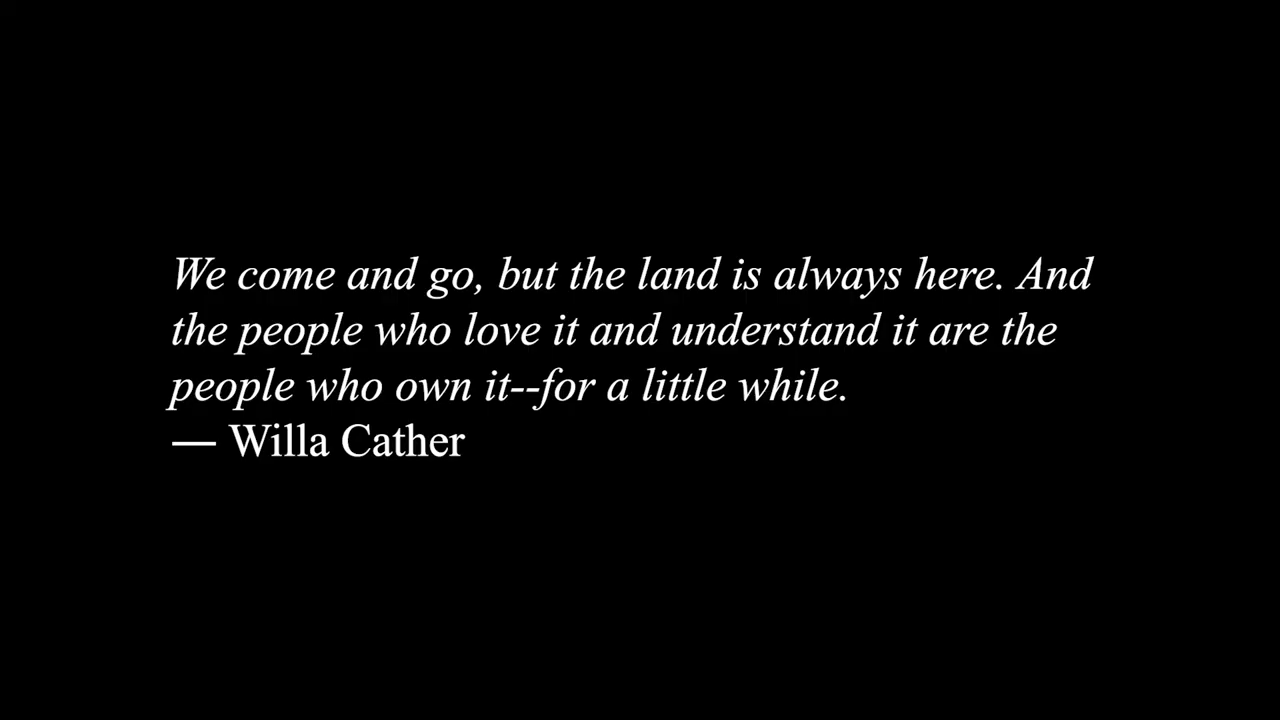 We come and go, but the land is always here. And
the people who love it and understand it are the
people who own it--for a little while.
— Willa Cather